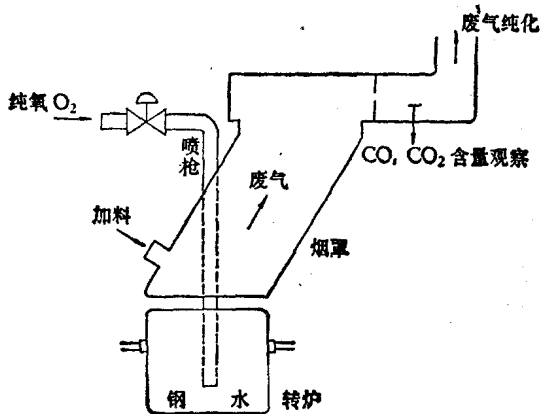 废气纯化
纯氧 O₂
喷枪
CO, CO₂ 含量观察
废气
加料
烟罩
钢 水
转炉